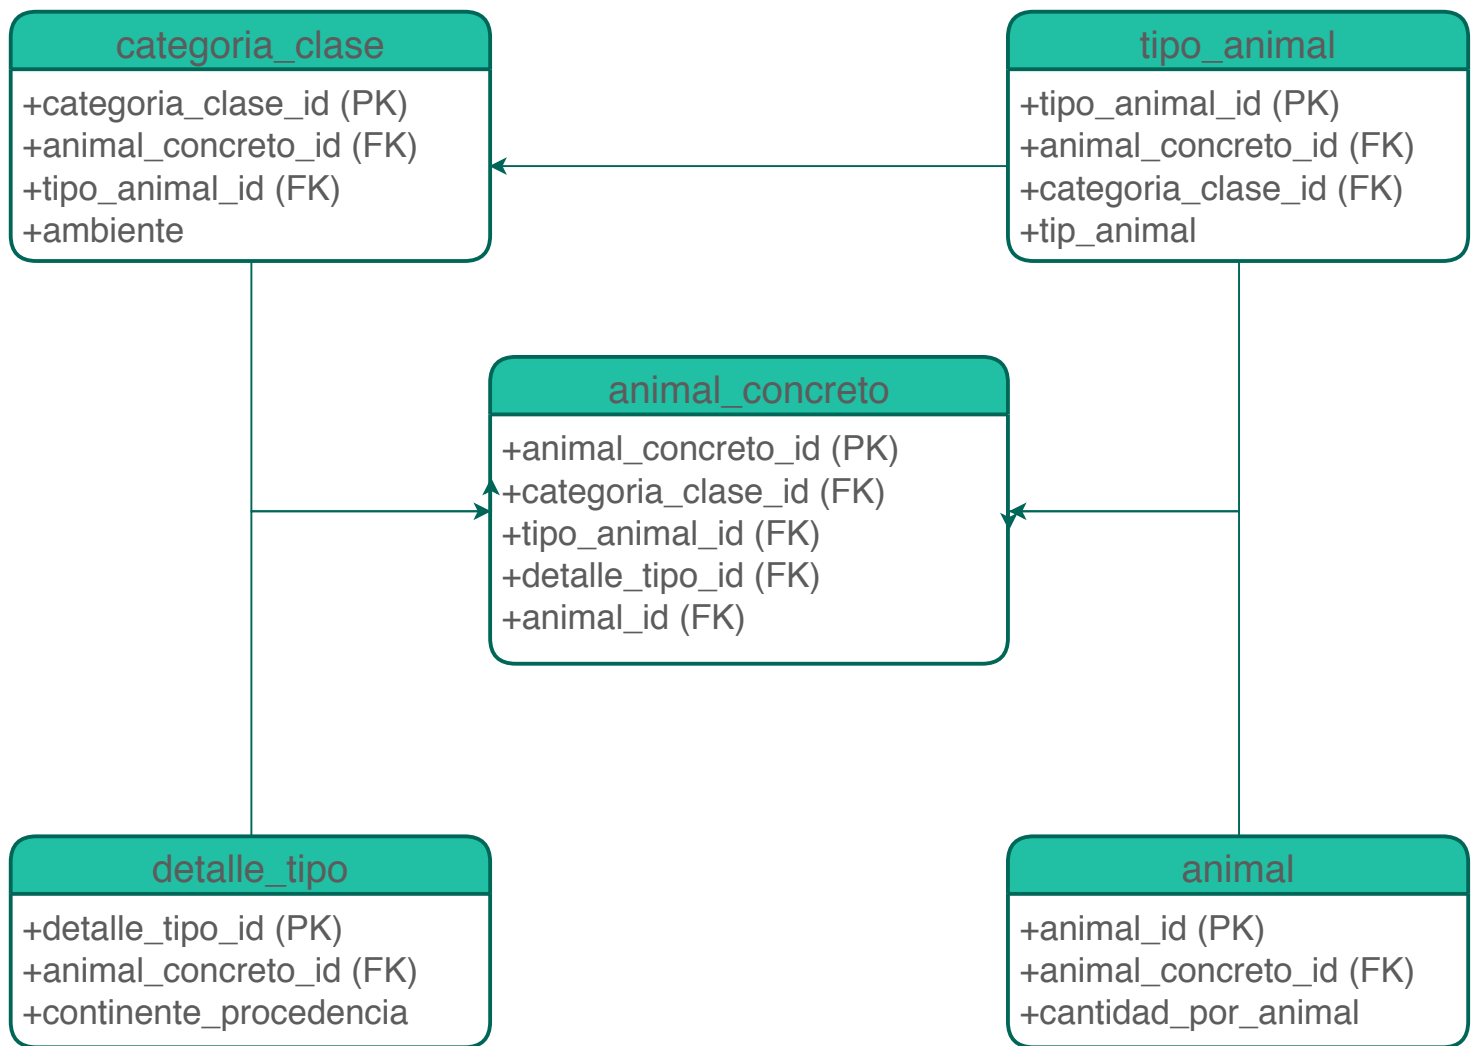 categoria_clase
+categoria_clase_id (PK)
+animal_concreto_id (FK)
+tipo_animal_id (FK)
+ambiente
tipo_animal
+tipo_animal_id (PK)
+animal_concreto_id (FK)
+categoria_clase_id (FK)
+tip_animal
animal_concreto
+animal_concreto_id (PK)
+categoria_clase_id (FK)
+tipo_animal_id (FK)
+detalle_tipo_id (FK)
+animal_id (FK)
detalle_tipo
+detalle_tipo_id (PK)
+animal_concreto_id (FK)
+continente_procedencia
animal
+animal_id (PK)
+animal_concreto_id (FK)
+cantidad_por_animal